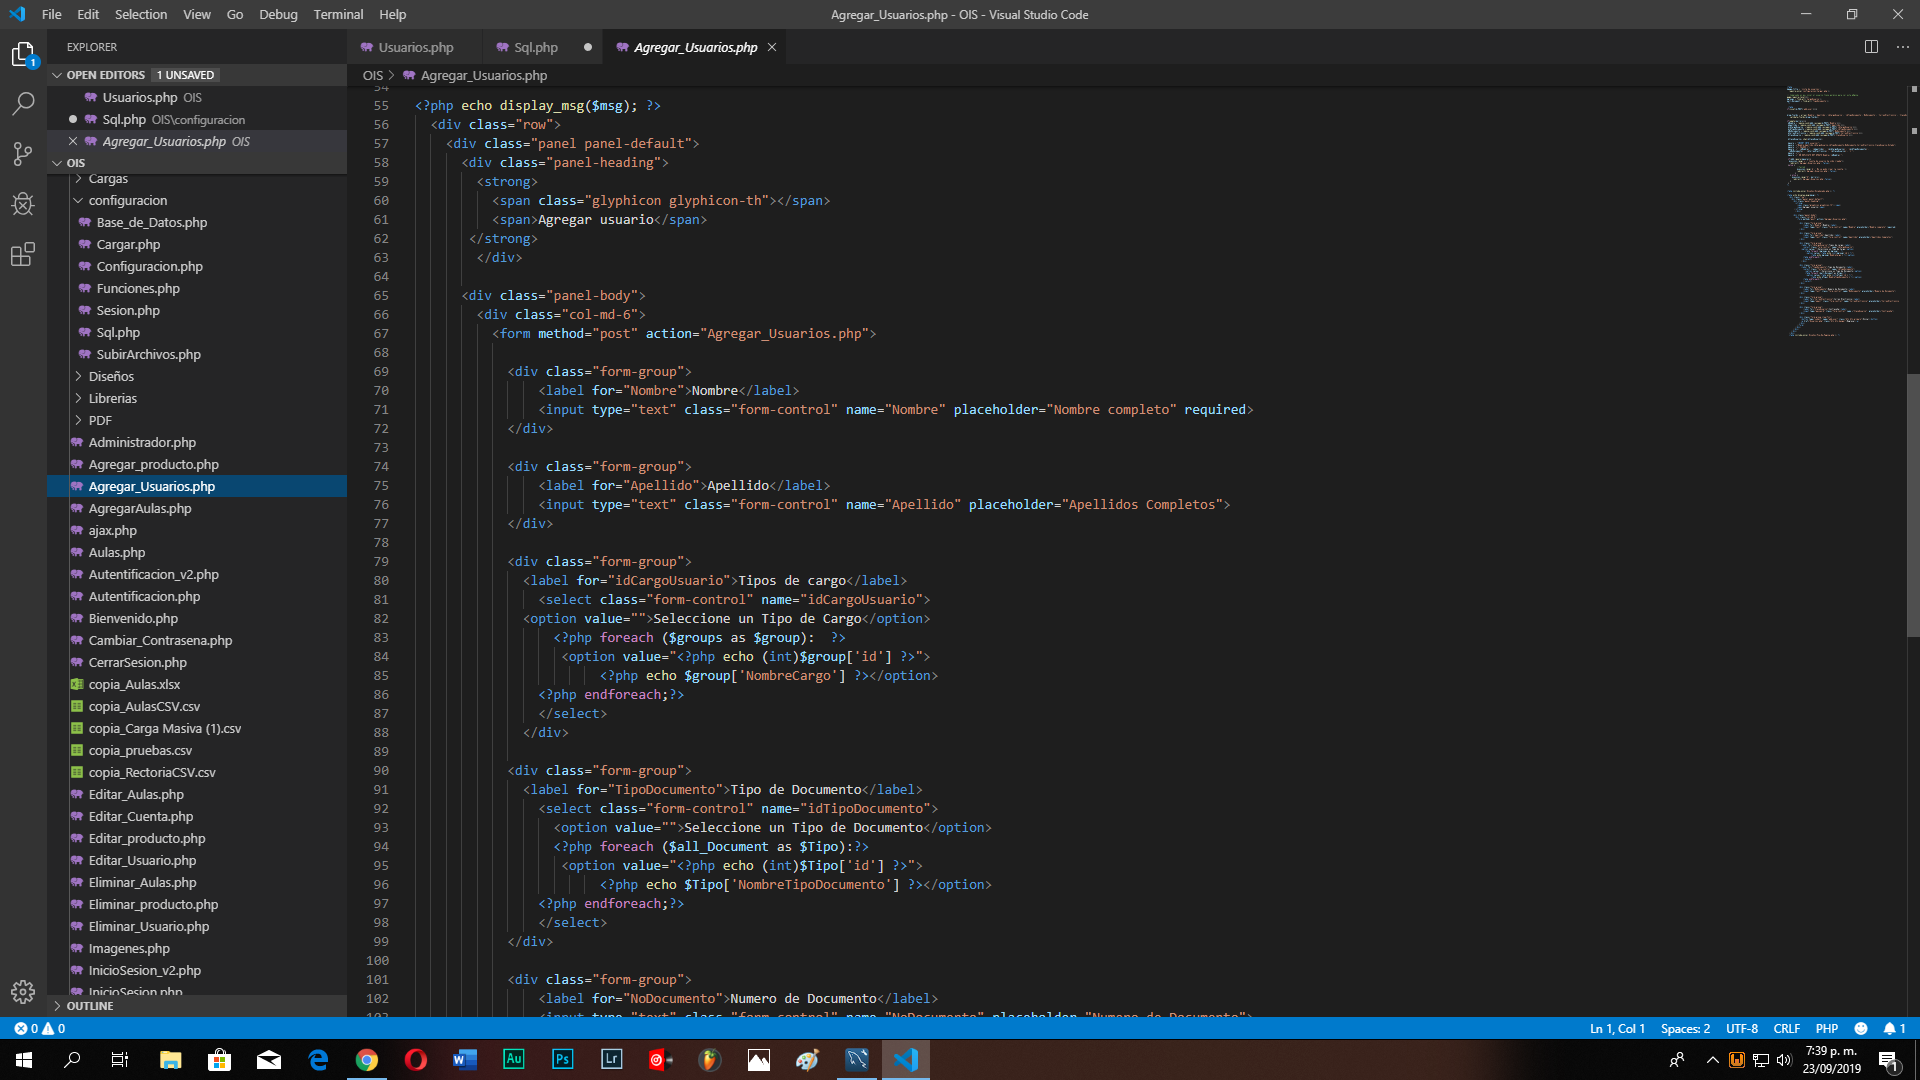 File Edit Selection View Go Debug Terminal Help
Agregar_Usuarios.php - OIS - Visual Studio Code
EXPLORER
Usuarios.php
Sql.php
Agregar_Usuarios.php
OPEN EDITORS 1 UNSAVED
OIS > Agregar_Usuarios.php
Usuarios.php OIS
Sql.php OIS\configuracion
Agregar_Usuarios.php OIS
OIS
Cargas
configuracion
Base_de_Datos.php
Cargar.php
Configuracion.php
Funciones.php
Sesion.php
Sql.php
SubirArchivos.php
Diseños
Librerias
PDF
Administrador.php
Agregar_producto.php
Agregar_Usuarios.php
AgregarAulas.php
ajax.php
Aulas.php
Autentificacion_v2.php
Autentificacion.php
Bienvenido.php
Cambiar_Contrasena.php
CerrarSesion.php
copia_Aulas.xlsx
copia_AulasCSV.csv
copia_Carga Masiva (1).csv
copia_pruebas.csv
copia_RectoriaCSV.csv
Editar_Aulas.php
Editar_Cuenta.php
Editar_producto.php
Editar_Usuario.php
Eliminar_Aulas.php
Eliminar_producto.php
Eliminar_Usuario.php
Imagenes.php
InicioSesion_v2.php
InicioSesion.php
OUTLINE
54
55 <?php echo display_msg($msg); ?>
56 <div class="row">
57 <div class="panel panel-default">
58 <div class="panel-heading">
59 <strong>
60 <span class="glyphicon glyphicon-th"></span>
61 <span>Agregar usuario</span>
62 </strong>
63 </div>
64
65 <div class="panel-body">
66 <div class="col-md-6">
67 <form method="post" action="Agregar_Usuarios.php">
68
69 <div class="form-group">
70 <label for="Nombre">Nombre</label>
71 <input type="text" class="form-control" name="Nombre" placeholder="Nombre completo" required>
72 </div>
73
74 <div class="form-group">
75 <label for="Apellido">Apellido</label>
76 <input type="text" class="form-control" name="Apellido" placeholder="Apellidos Completos">
77 </div>
78
79 <div class="form-group">
80 <label for="idCargoUsuario">Tipos de cargo</label>
81 <select class="form-control" name="idCargoUsuario">
82 <option value="">Seleccione un Tipo de Cargo</option>
83 <?php foreach ($groups as $group): ?>
84 <option value="<?php echo (int)$group['id'] ?>">
85 <?php echo $group['NombreCargo'] ?></option>
86 <?php endforeach;?>
87 </select>
88 </div>
89
90 <div class="form-group">
91 <label for="TipoDocumento">Tipo de Documento</label>
92 <select class="form-control" name="idTipoDocumento">
93 <option value="">Seleccione un Tipo de Documento</option>
94 <?php foreach ($all_Document as $Tipo):?>
95 <option value="<?php echo (int)$Tipo['id'] ?>">
96 <?php echo $Tipo['NombreTipoDocumento'] ?></option>
97 <?php endforeach;?>
98 </select>
99 </div>
100
101 <div class="form-group">
102 <label for="NoDocumento">Numero de Documento</label>
103 <input type="text" class="form-control" name="NoDocumento" placeholder="Numero de Documento">
0 0
Ln 1, Col 1 Spaces: 2 UTF-8 CRLF PHP 1
7:39 p. m.
23/09/2019